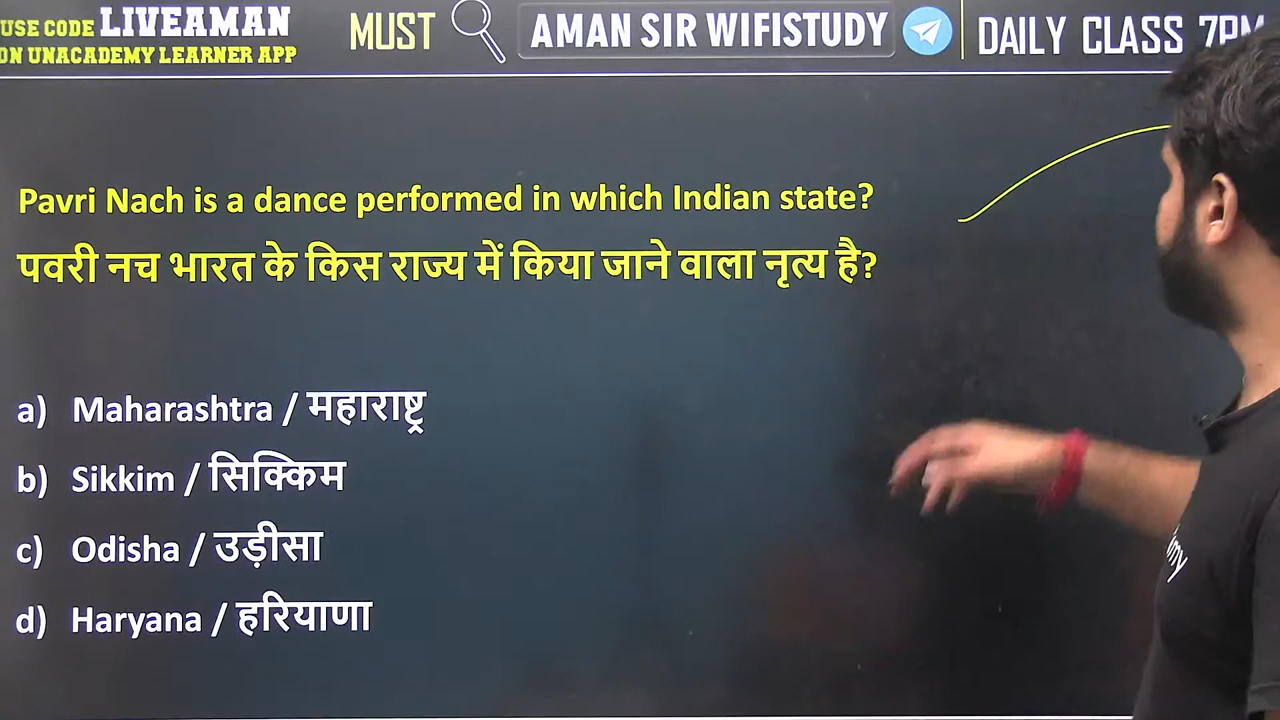 USE CODE LIVEAMAN
ON UNACADEMY LEARNER APP
MUST
AMAN SIR WIFISTUDY
DAILY CLASS 7PM
Pavri Nach is a dance performed in which Indian state?
पवरी नच भारत के किस राज्य में किया जाने वाला नृत्य है?
a) Maharashtra / महाराष्ट्र
b) Sikkim / सिक्किम
c) Odisha / उड़ीसा
d) Haryana / हरियाणा